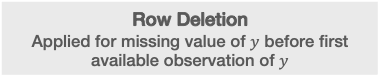 Row Deletion
Applied for missing value of y before first
available observation of y